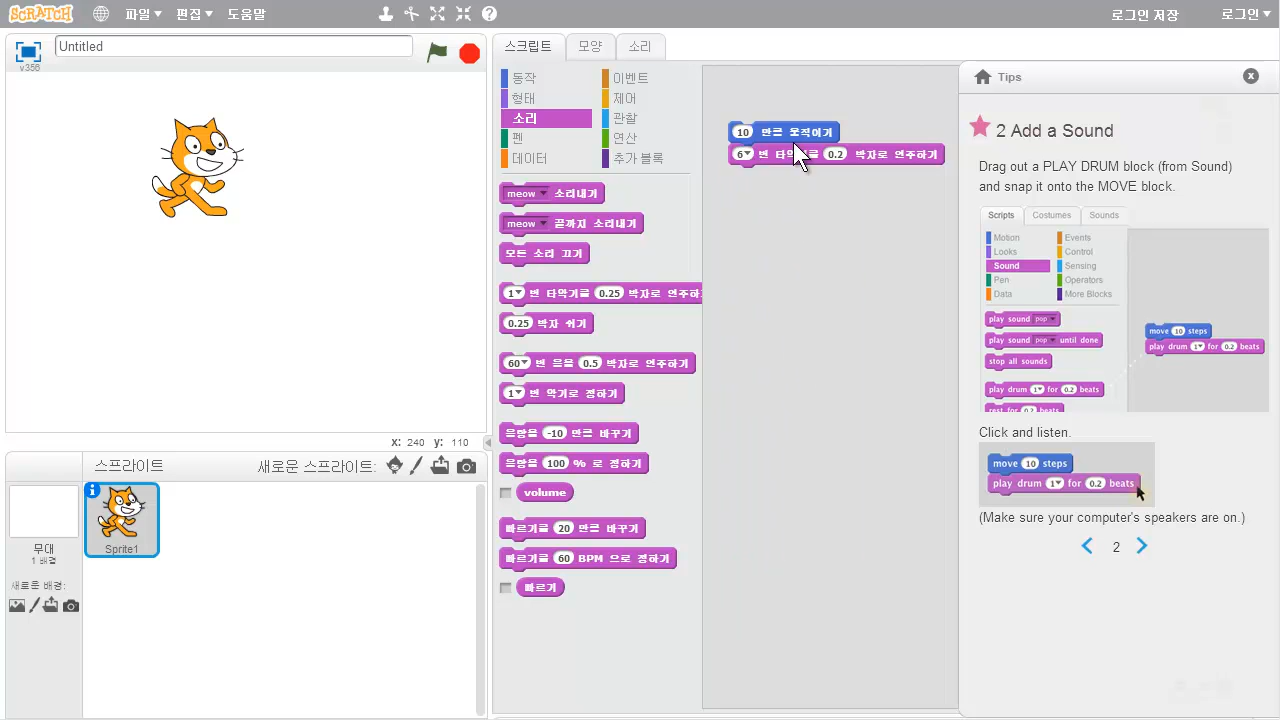 SCRATCH 파일 편집 도움말 로그인 저장 로그인
v356 Untitled
스크립트 모양 소리
동작 이벤트
형태 제어
소리 관찰
펜 연산
데이터 추가 블록
meow 소리내기
meow 끝까지 소리내기
모든 소리 끄기
1 번 타악기를 0.25 박자로 연주하기
0.25 박자 쉬기
60 번 음을 0.5 박자로 연주하기
1 번 악기로 정하기
음량을 -10 만큼 바꾸기
음량을 100 % 로 정하기
volume
빠르기를 20 만큼 바꾸기
빠르기를 60 BPM 으로 정하기
빠르기
10 만큼 움직이기
6 번 타악기를 0.2 박자로 연주하기
x: 240 y: 110
스프라이트 새로운 스프라이트:
Sprite1
무대
1 배경
새로운 배경:
Tips
2 Add a Sound
Drag out a PLAY DRUM block (from Sound)
and snap it onto the MOVE block.
Scripts Costumes Sounds
Motion Events
Looks Control
Sound Sensing
Pen Operators
Data More Blocks
play sound pop
play sound pop until done
stop all sounds
play drum 1 for 0.2 beats
rest for 0.2 beats
move 10 steps
play drum 1 for 0.2 beats
Click and listen.
move 10 steps
play drum 1 for 0.2 beats
(Make sure your computer's speakers are on.)
2